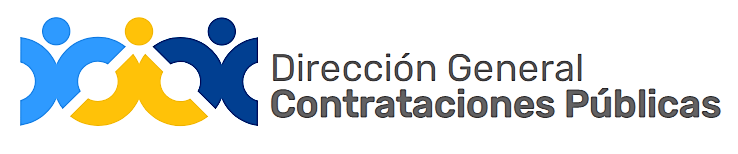 Dirección General
Contrataciones Públicas